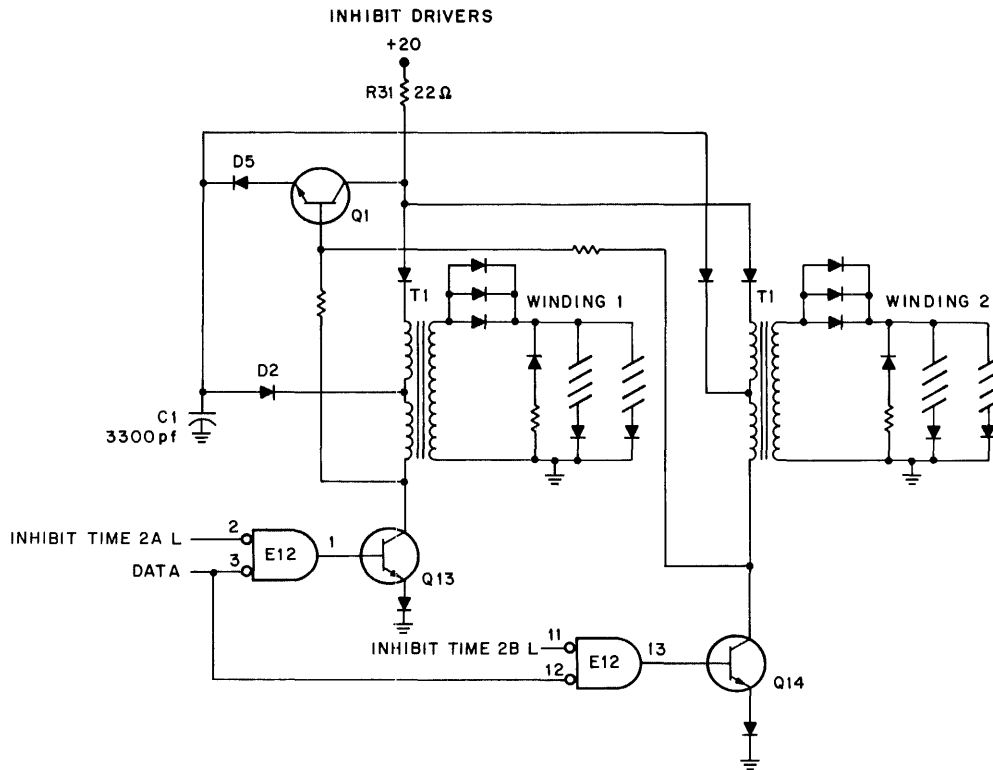 INHIBIT DRIVERS
+20
R31 22Ω
D5
Q1
T1
WINDING 1
T1
WINDING 2
D2
C1
3300pf
INHIBIT TIME 2A L
2
E12
1
DATA
3
Q13
INHIBIT TIME 2B L
11
E12
13
12
Q14